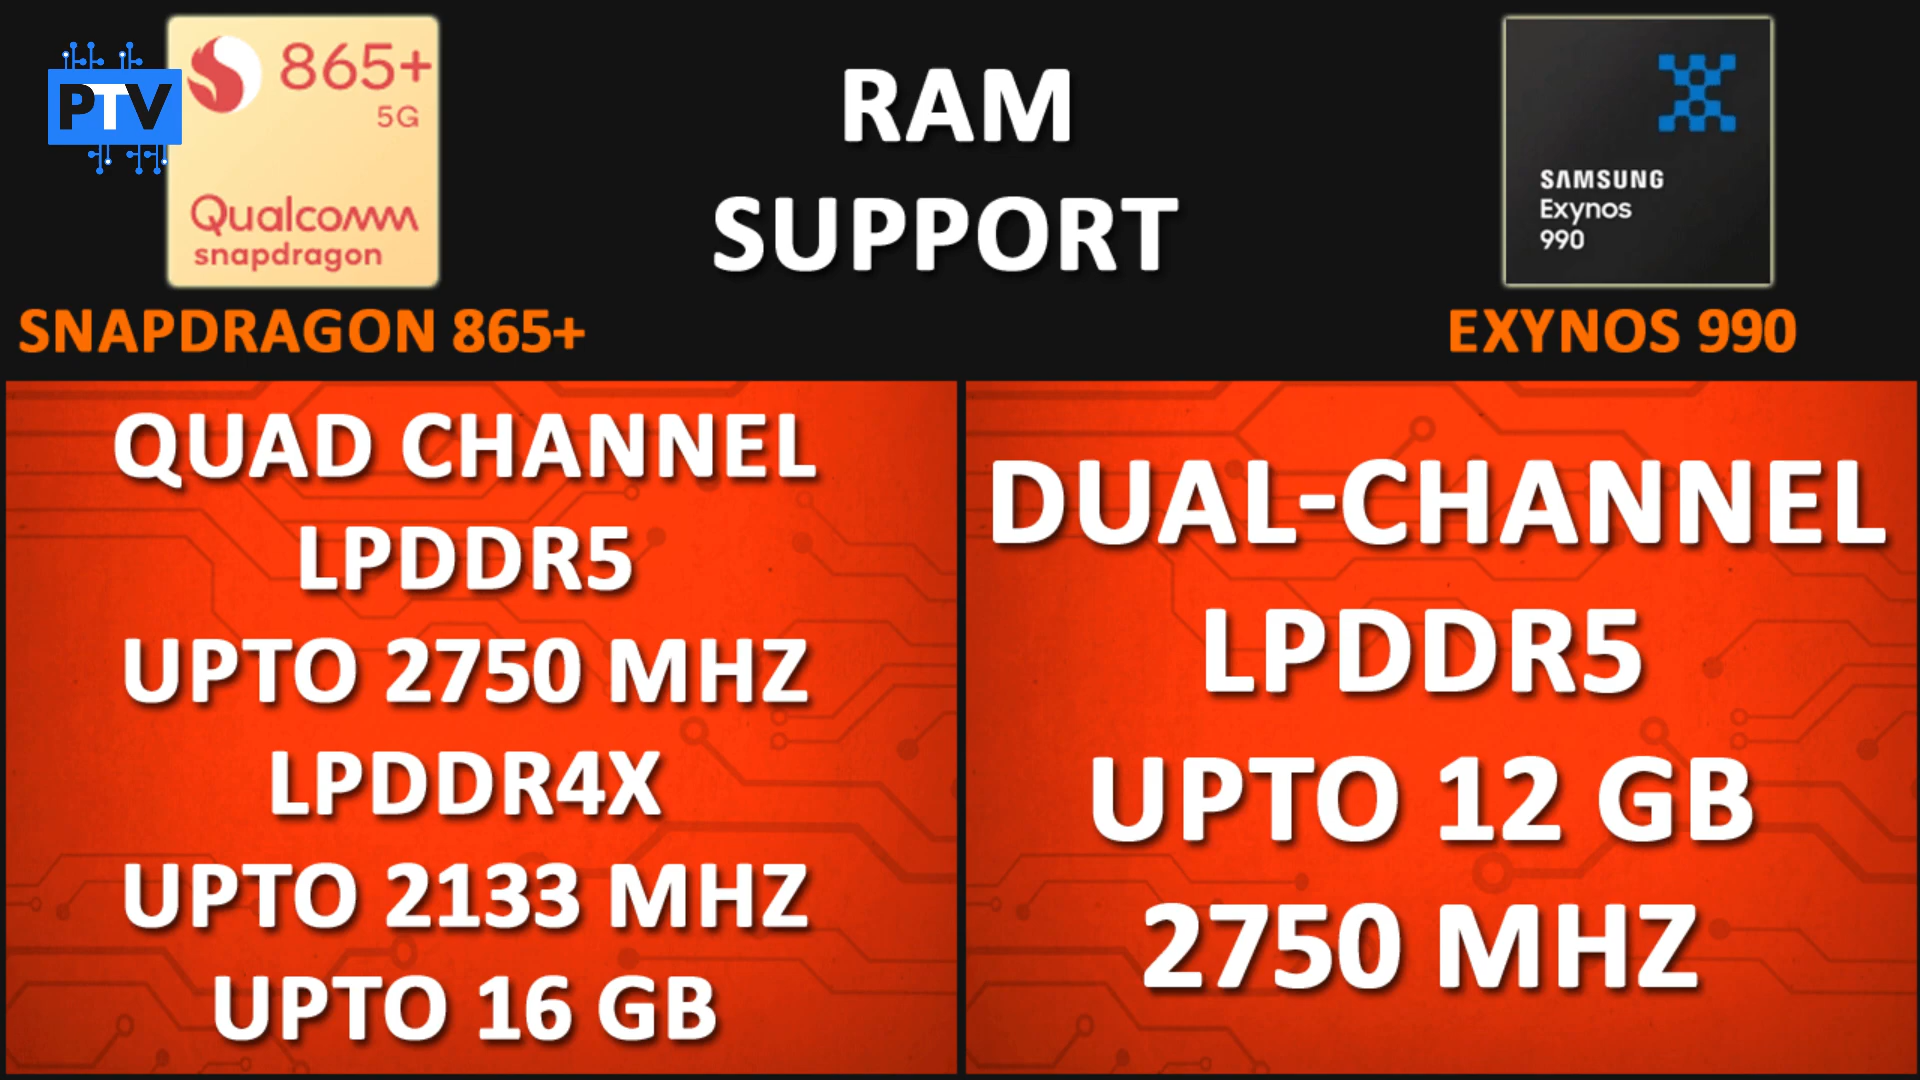 PTV
865+
5G
Qualcomm
snapdragon
SNAPDRAGON 865+
RAM
SUPPORT
SAMSUNG
Exynos
990
EXYNOS 990
QUAD CHANNEL
LPDDR5
UPTO 2750 MHZ
LPDDR4X
UPTO 2133 MHZ
UPTO 16 GB
DUAL-CHANNEL
LPDDR5
UPTO 12 GB
2750 MHZ